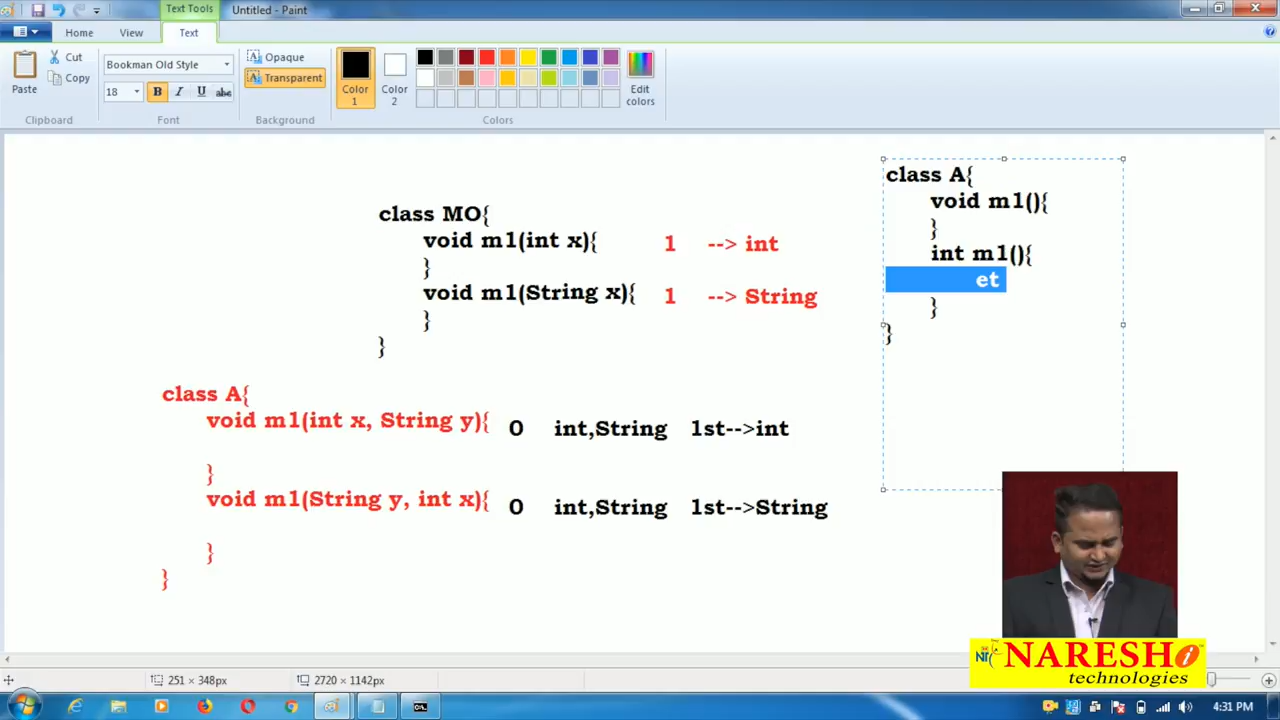 Untitled - Paint
Text Tools
Home
View
Text
Paste
Cut
Copy
Clipboard
Bookman Old Style
18
B
I
U
abc
Font
Opaque
Transparent
Background
Color 1
Color 2
Edit colors
Colors
class MO{
void m1(int x){ 1 --> int
}
void m1(String x){ 1 --> String
}
}
class A{
void m1(){
}
int m1(){
et
}
}
class A{
void m1(int x, String y){ 0 int,String 1st-->int
}
void m1(String y, int x){ 0 int,String 1st-->String
}
}
NARESH i
technologies
251 × 348px
2720 × 1142px
4:31 PM